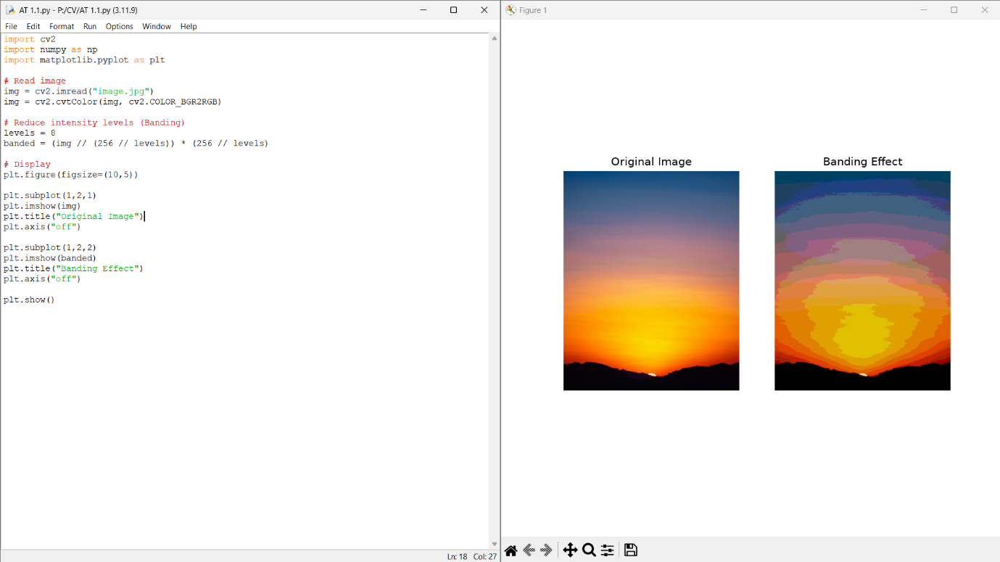 AT 1.1.py - P:/CV/AT 1.1.py (3.11.9)
File Edit Format Run Options Window Help
import cv2
import numpy as np
import matplotlib.pyplot as plt
# Read image
img = cv2.imread("image.jpg")
img = cv2.cvtColor(img, cv2.COLOR_BGR2RGB)
# Reduce intensity levels (Banding)
levels = 8
banded = (img // (256 // levels)) * (256 // levels)
# Display
plt.figure(figsize=(10,5))
plt.subplot(1,2,1)
plt.imshow(img)
plt.title("Original Image")
plt.axis("off")
plt.subplot(1,2,2)
plt.imshow(banded)
plt.title("Banding Effect")
plt.axis("off")
plt.show()
Ln: 18 Col: 27
Figure 1
Original Image
Banding Effect